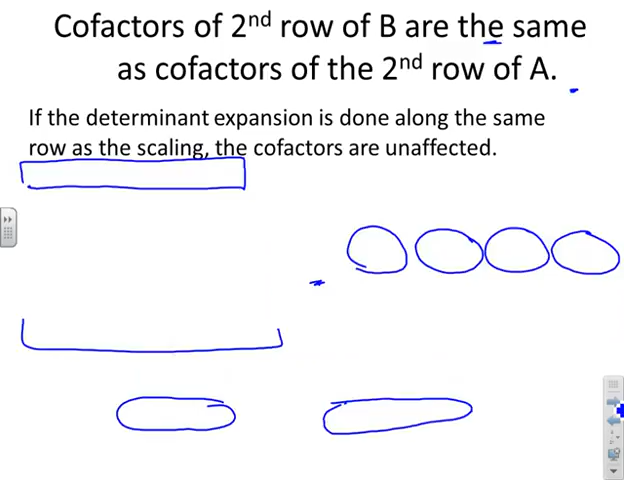 Cofactors of 2nd row of B are the same
as cofactors of the 2nd row of A.
If the determinant expansion is done along the same
row as the scaling, the cofactors are unaffected.